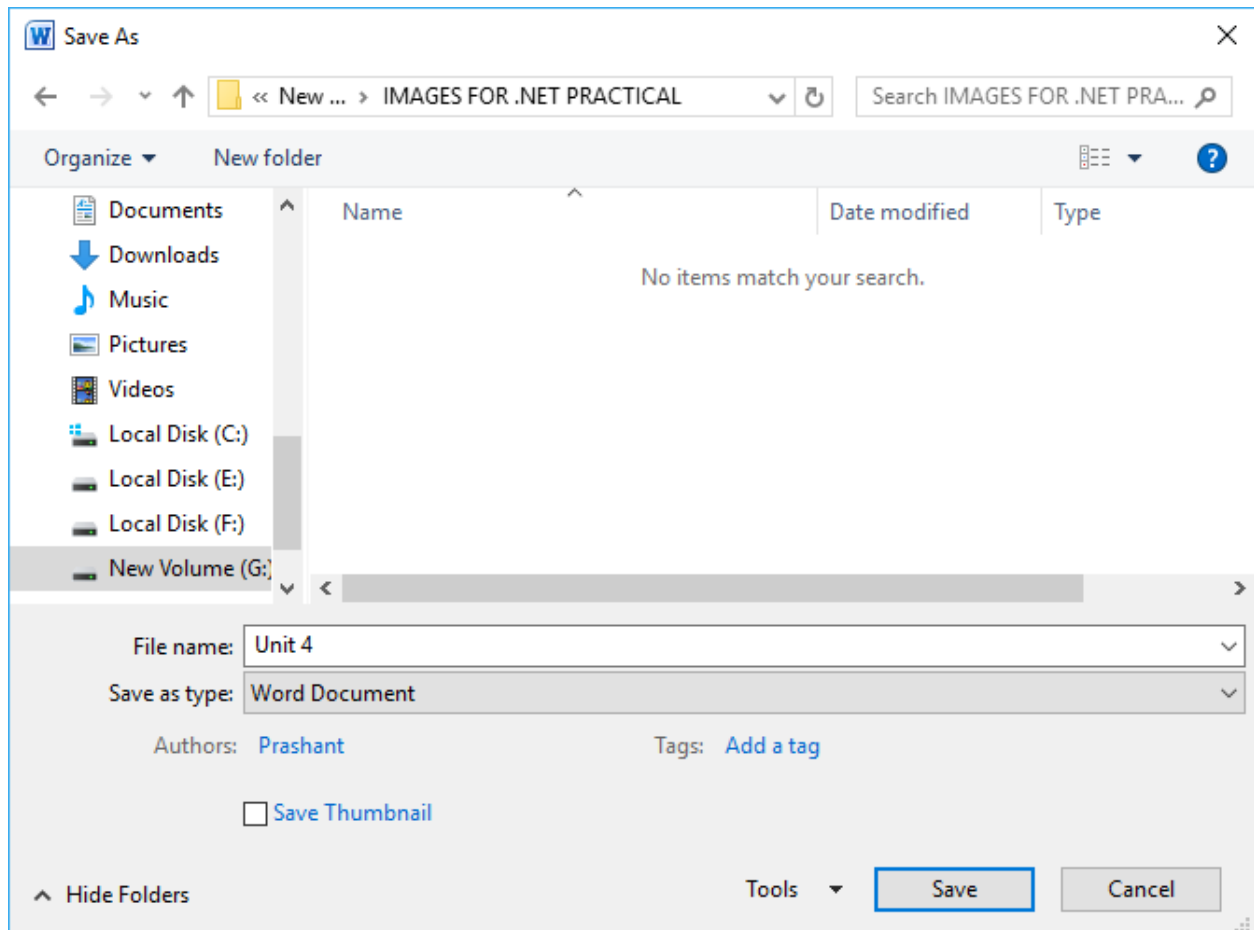 Save As
« New ... > IMAGES FOR .NET PRACTICAL
Search IMAGES FOR .NET PRA...
Organize
New folder
Documents
Downloads
Music
Pictures
Videos
Local Disk (C:)
Local Disk (E:)
Local Disk (F:)
New Volume (G:)
Name
Date modified
Type
No items match your search.
File name: Unit 4
Save as type: Word Document
Authors: Prashant
Tags: Add a tag
Save Thumbnail
Hide Folders
Tools
Save
Cancel